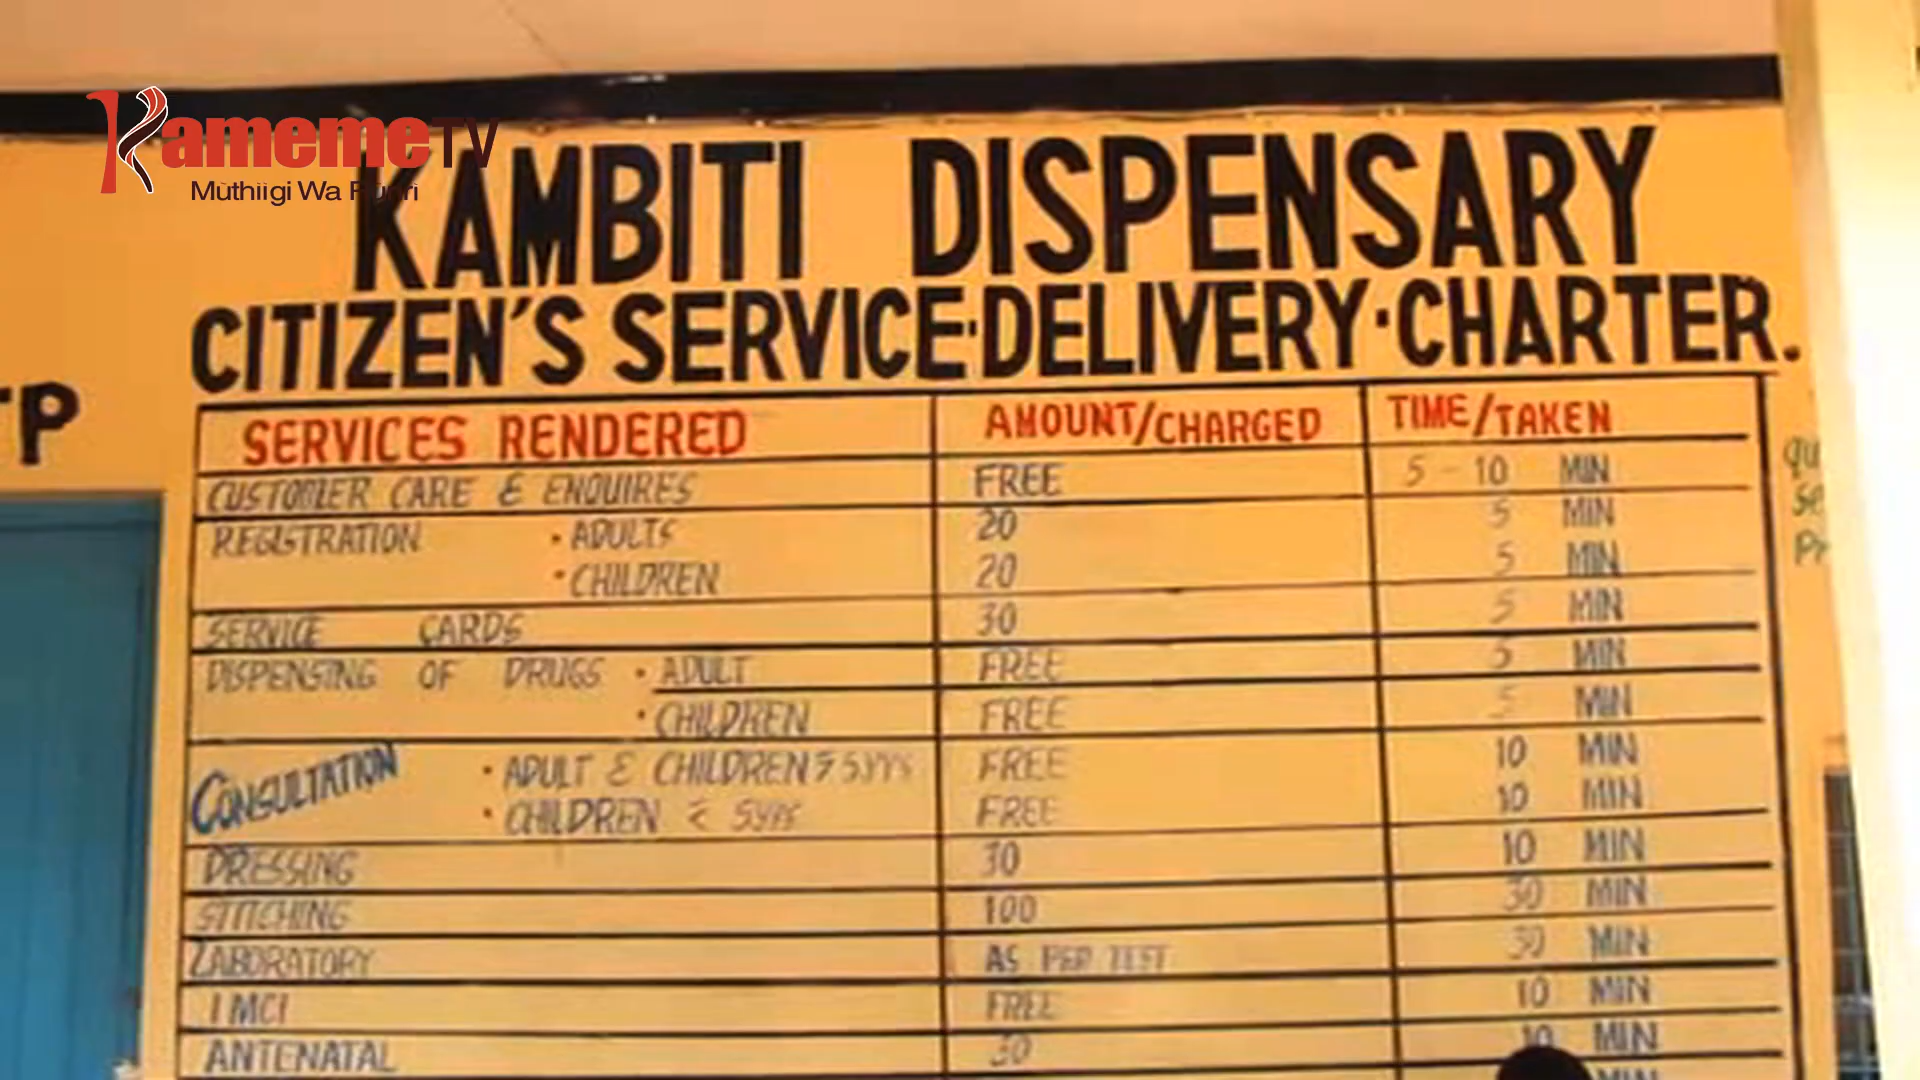 Kameme TV
Mũthiigi Wa
KAMBITI DISPENSARY
CITIZEN'S SERVICE·DELIVERY·CHARTER.
TP
SERVICES RENDERED AMOUNT/CHARGED TIME/TAKEN
CUSTOMER CARE & ENQUIRES FREE 5-10 MIN
REGISTRATION • ADULTS 20 5 MIN
• CHILDREN 20 5 MIN
SERVICE CARDS 30 5 MIN
DISPENSING OF DRUGS • ADULT FREE 5 MIN
• CHILDREN FREE 5 MIN
CONSULTATION • ADULT & CHILDREN 5yrs FREE 10 MIN
• CHILDREN 5yrs FREE 10 MIN
DRESSING 30 10 MIN
STITCHING 100 30 MIN
LABORATORY AS PER TEST 30 MIN
IMCI FREE 10 MIN
ANTENATAL 30 10 MIN
MIN